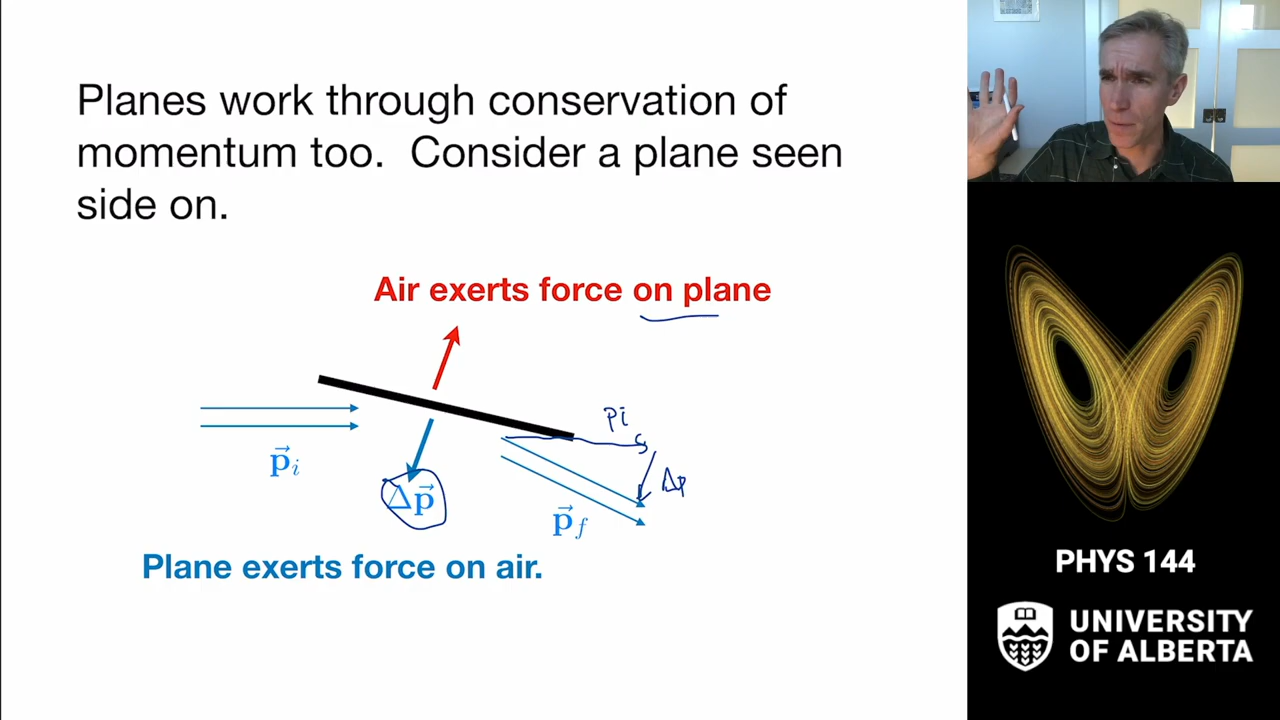 Planes work through conservation of
momentum too. Consider a plane seen
side on.
Air exerts force on plane
pi
p⃗i
Δp
Δp⃗
p⃗f
Plane exerts force on air.
PHYS 144
UNIVERSITY
OF ALBERTA